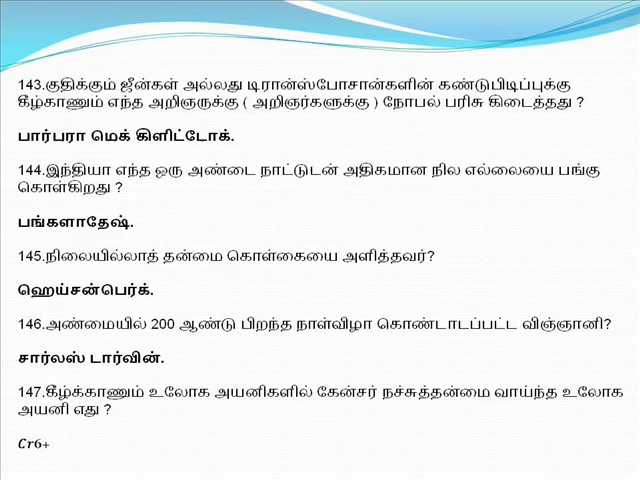 143.குதிக்கும் ஜீன்கள் அல்லது டிரான்ஸ்போசான்களின் கண்டுபிடிப்புக்கு
கீழ்காணும் எந்த அறிஞருக்கு ( அறிஞர்களுக்கு ) நோபல் பரிசு கிடைத்தது ?
பார்பரா மெக் கிளிட்டோக்.
144.இந்தியா எந்த ஒரு அண்டை நாட்டுடன் அதிகமான நில எல்லையை பங்கு
கொள்கிறது ?
பங்களாதேஷ்.
145.நிலையில்லாத் தன்மை கொள்கையை அளித்தவர்?
ஹெய்சன்பெர்க்.
146.அண்மையில் 200 ஆண்டு பிறந்த நாள்விழா கொண்டாடப்பட்ட விஞ்ஞானி?
சார்லஸ் டார்வின்.
147.கீழ்க்காணும் உலோக அயனிகளில் கேன்சர் நச்சுத்தன்மை வாய்ந்த உலோக
அயனி எது ?
Cr6+